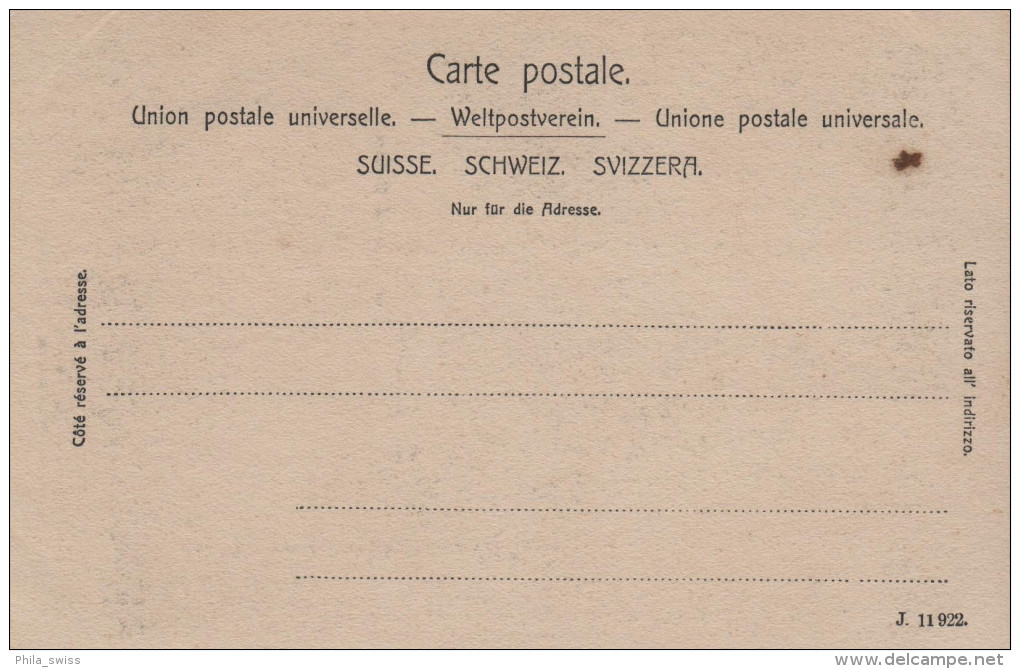 Carte postale.
Union postale universelle. — Weltpostverein. — Unione postale universale.
SUISSE. SCHWEIZ. SVIZZERA.
Nur für die Adresse.
Côté réservé à l'adresse.
Lato riservato all' indirizzo.
J. 11922.
Phila_swiss
delcampe.net